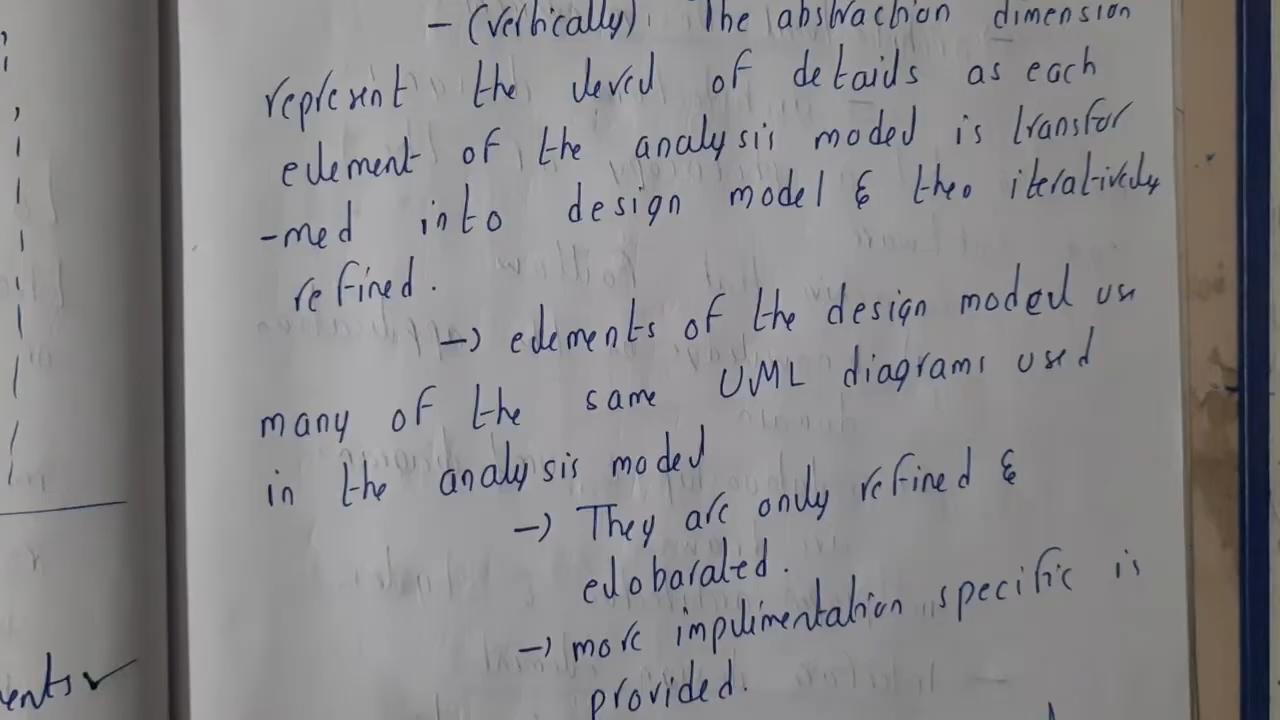 - (vertically). The abstraction dimension
represent the level of details as each
element of the analysis model is transfor
-med into design model & then iteratively
refined.
→ elements of the design model use
many of the same UML diagrams used
in the analysis model
→ They are only refined &
elobarated.
→ more implimentation specific is
provided.
ents ✓